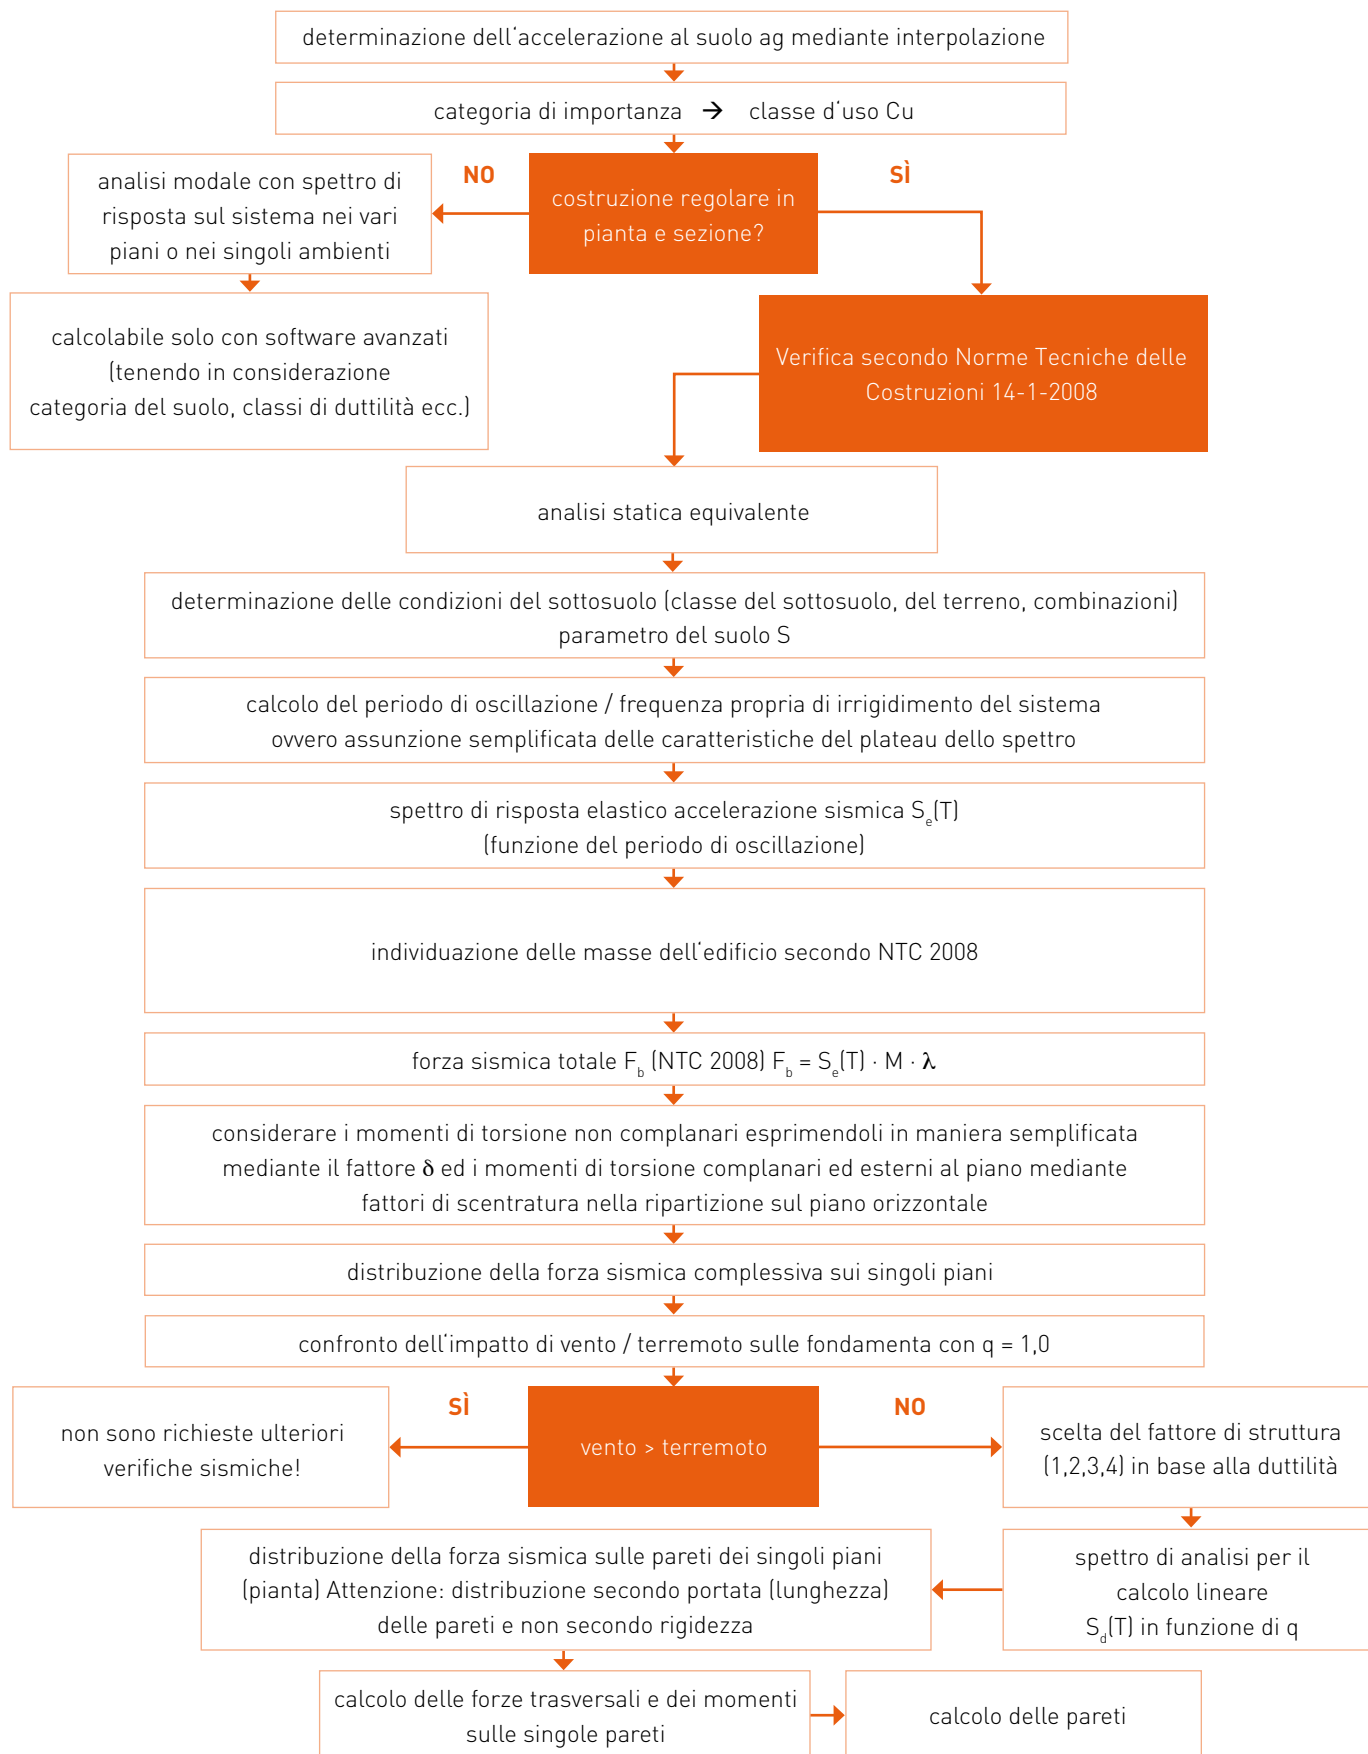 determinazione dell‘accelerazione al suolo ag mediante interpolazione
categoria di importanza → classe d‘uso Cu
NO
SÌ
costruzione regolare in
pianta e sezione?
analisi modale con spettro di
risposta sul sistema nei vari
piani o nei singoli ambienti
calcolabile solo con software avanzati
(tenendo in considerazione
categoria del suolo, classi di duttilità ecc.)
Verifica secondo Norme Tecniche delle
Costruzioni 14-1-2008
analisi statica equivalente
determinazione delle condizioni del sottosuolo (classe del sottosuolo, del terreno, combinazioni)
parametro del suolo S
calcolo del periodo di oscillazione / frequenza propria di irrigidimento del sistema
ovvero assunzione semplificata delle caratteristiche del plateau dello spettro
spettro di risposta elastico accelerazione sismica Se(T)
(funzione del periodo di oscillazione)
individuazione delle masse dell‘edificio secondo NTC 2008
forza sismica totale Fb (NTC 2008) Fb = Se(T) · M · λ
considerare i momenti di torsione non complanari esprimendoli in maniera semplificata
mediante il fattore δ ed i momenti di torsione complanari ed esterni al piano mediante
fattori di scentratura nella ripartizione sul piano orizzontale
distribuzione della forza sismica complessiva sui singoli piani
confronto dell‘impatto di vento / terremoto sulle fondamenta con q = 1,0
SÌ
NO
vento > terremoto
non sono richieste ulteriori
verifiche sismiche!
scelta del fattore di struttura
(1,2,3,4) in base alla duttilità
spettro di analisi per il
calcolo lineare
Sd(T) in funzione di q
distribuzione della forza sismica sulle pareti dei singoli piani
(pianta) Attenzione: distribuzione secondo portata (lunghezza)
delle pareti e non secondo rigidezza
calcolo delle forze trasversali e dei momenti
sulle singole pareti
calcolo delle pareti